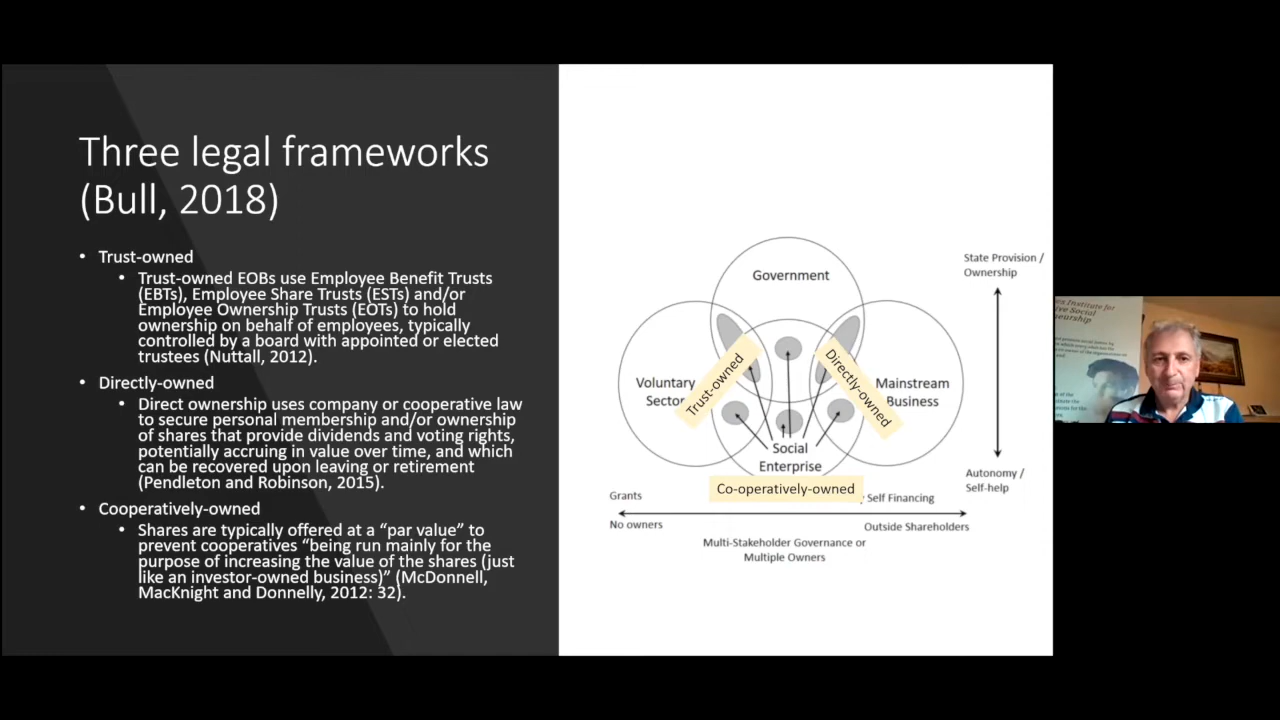 Three legal frameworks
(Bull, 2018)
• Trust-owned
• Trust-owned EOBs use Employee Benefit Trusts
(EBTs), Employee Share Trusts (ESTs) and/or
Employee Ownership Trusts (EOTs) to hold
ownership on behalf of employees, typically
controlled by a board with appointed or elected
trustees (Nuttall, 2012).
• Directly-owned
• Direct ownership uses company or cooperative law
to secure personal membership and/or ownership
of shares that provide dividends and voting rights,
potentially accruing in value over time, and which
can be recovered upon leaving or retirement
(Pendleton and Robinson, 2015).
• Cooperatively-owned
• Shares are typically offered at a “par value” to
prevent cooperatives “being run mainly for the
purpose of increasing the value of the shares (just
like an investor-owned business)” (McDonnell,
MacKnight and Donnelly, 2012: 32).
Government
Voluntary
Sector
Trust-owned
Directly-owned
Mainstream
Business
Social
Enterprise
Co-operatively-owned
State Provision /
Ownership
Autonomy /
Self-help
Grants
Self Financing
No owners
Outside Shareholders
Multi-Stakeholder Governance or
Multiple Owners
Institute for
Social